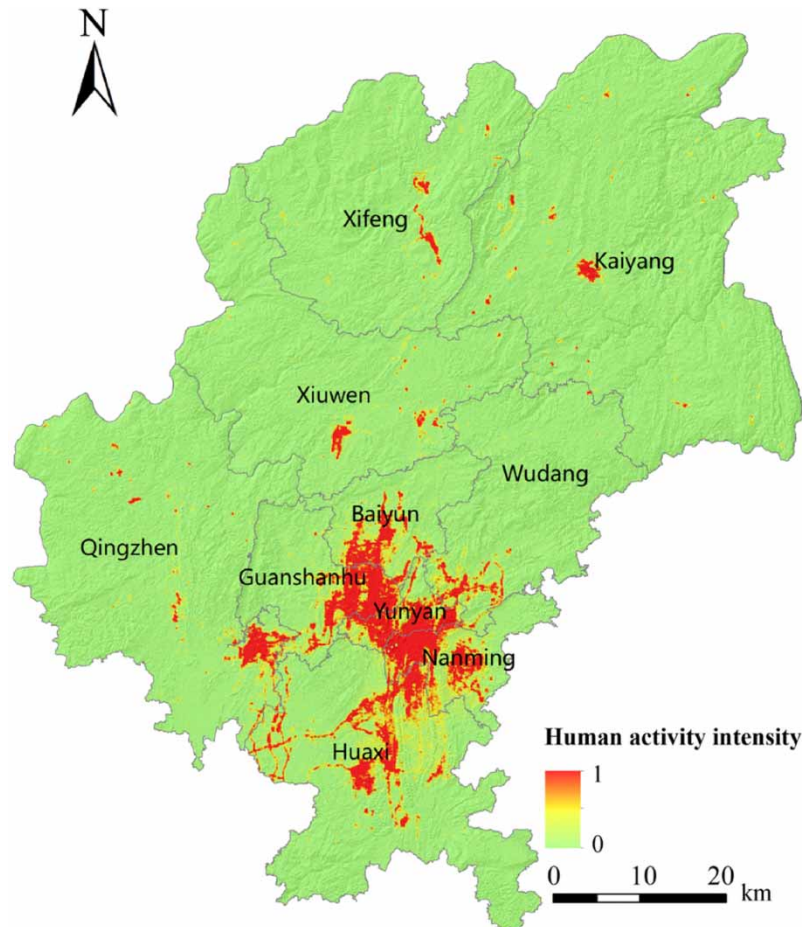 N
Xifeng
Kaiyang
Xiuwen
Wudang
Baiyun
Qingzhen
Guanshanhu
Yunyan
Nanming
Huaxi
Human activity intensity
1
0
0 10 20
km